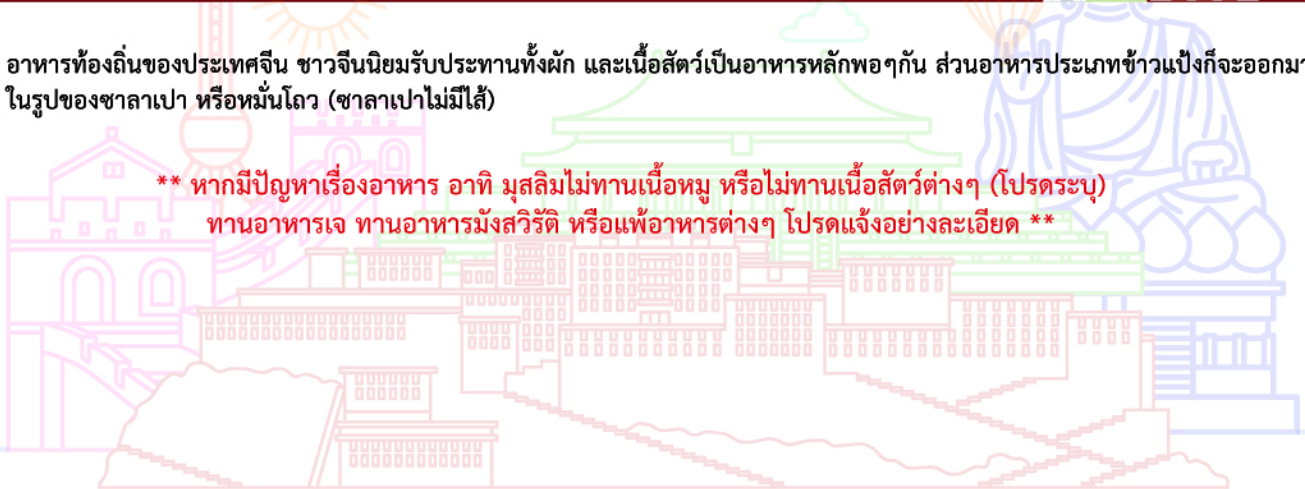 อาหารท้องถิ่นของประเทศจีน ชาวจีนนิยมรับประทานทั้งผัก และเนื้อสัตว์เป็นอาหารหลักพอๆกัน ส่วนอาหารประเภทข้าวแป้งก็จะออกมา
ในรูปของซาลาเปา หรือหมั่นโถว (ซาลาเปาไม่มีไส้)
** หากมีปัญหาเรื่องอาหาร อาทิ มุสลิมไม่ทานเนื้อหมู หรือไม่ทานเนื้อสัตว์ต่างๆ (โปรดระบุ)
ทานอาหารเจ ทานอาหารมังสวิรัติ หรือแพ้อาหารต่างๆ โปรดแจ้งอย่างละเอียด **